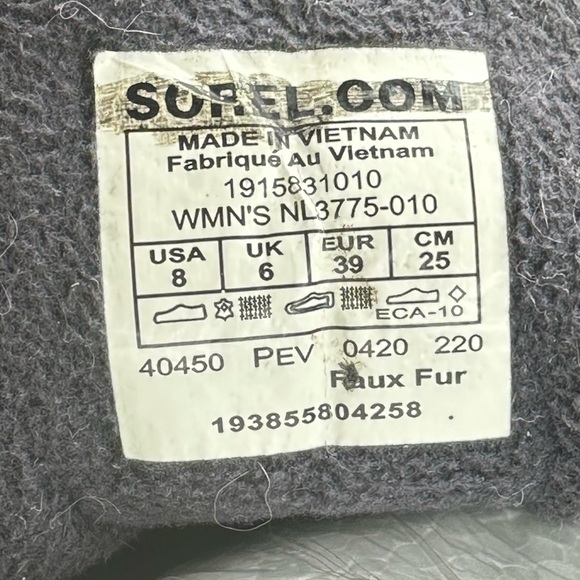 SOREL.COM
MADE IN VIETNAM
Fabriqué Au Vietnam
1915831010
WMN'S NL3775-010
USA UK EUR CM
8 6 39 25
ECA-10
40450 PEV 0420 220
Faux Fur
193855804258 .